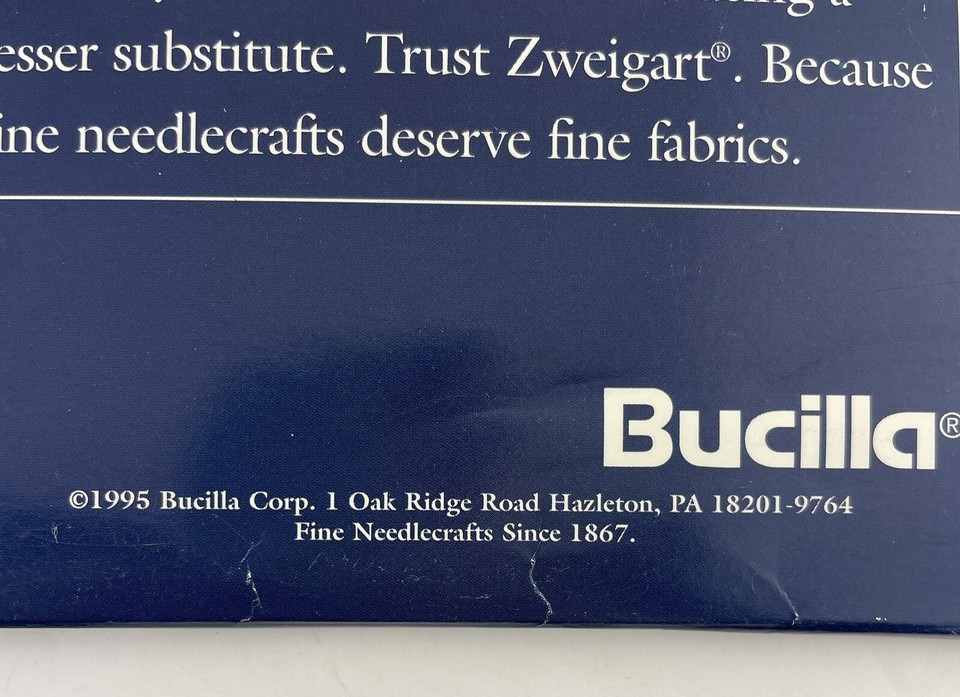 a
esser substitute. Trust Zweigart®. Because
ine needlecrafts deserve fine fabrics.
Bucilla®
©1995 Bucilla Corp. 1 Oak Ridge Road Hazleton, PA 18201-9764
Fine Needlecrafts Since 1867.